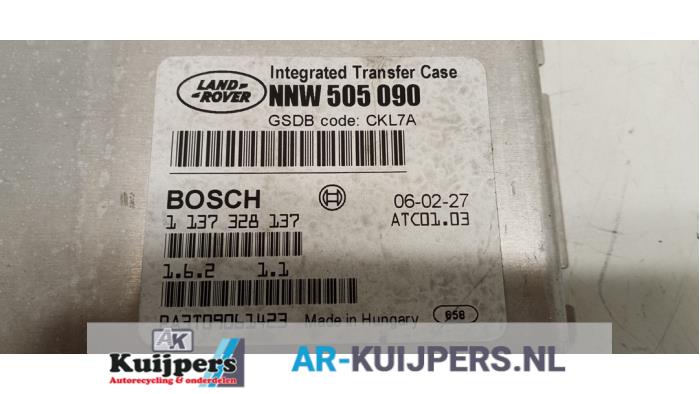 LAND-
-ROVER
Integrated Transfer Case
NNW 505 090
GSDB code: CKL7A
BOSCH
06-02-27
1 137 328 137
ATC01.03
1.6.2 1.1
Made in Hungary
658
AK
Kuijpers
Autorecycling & onderdelen
AR-KUIJPERS.NL